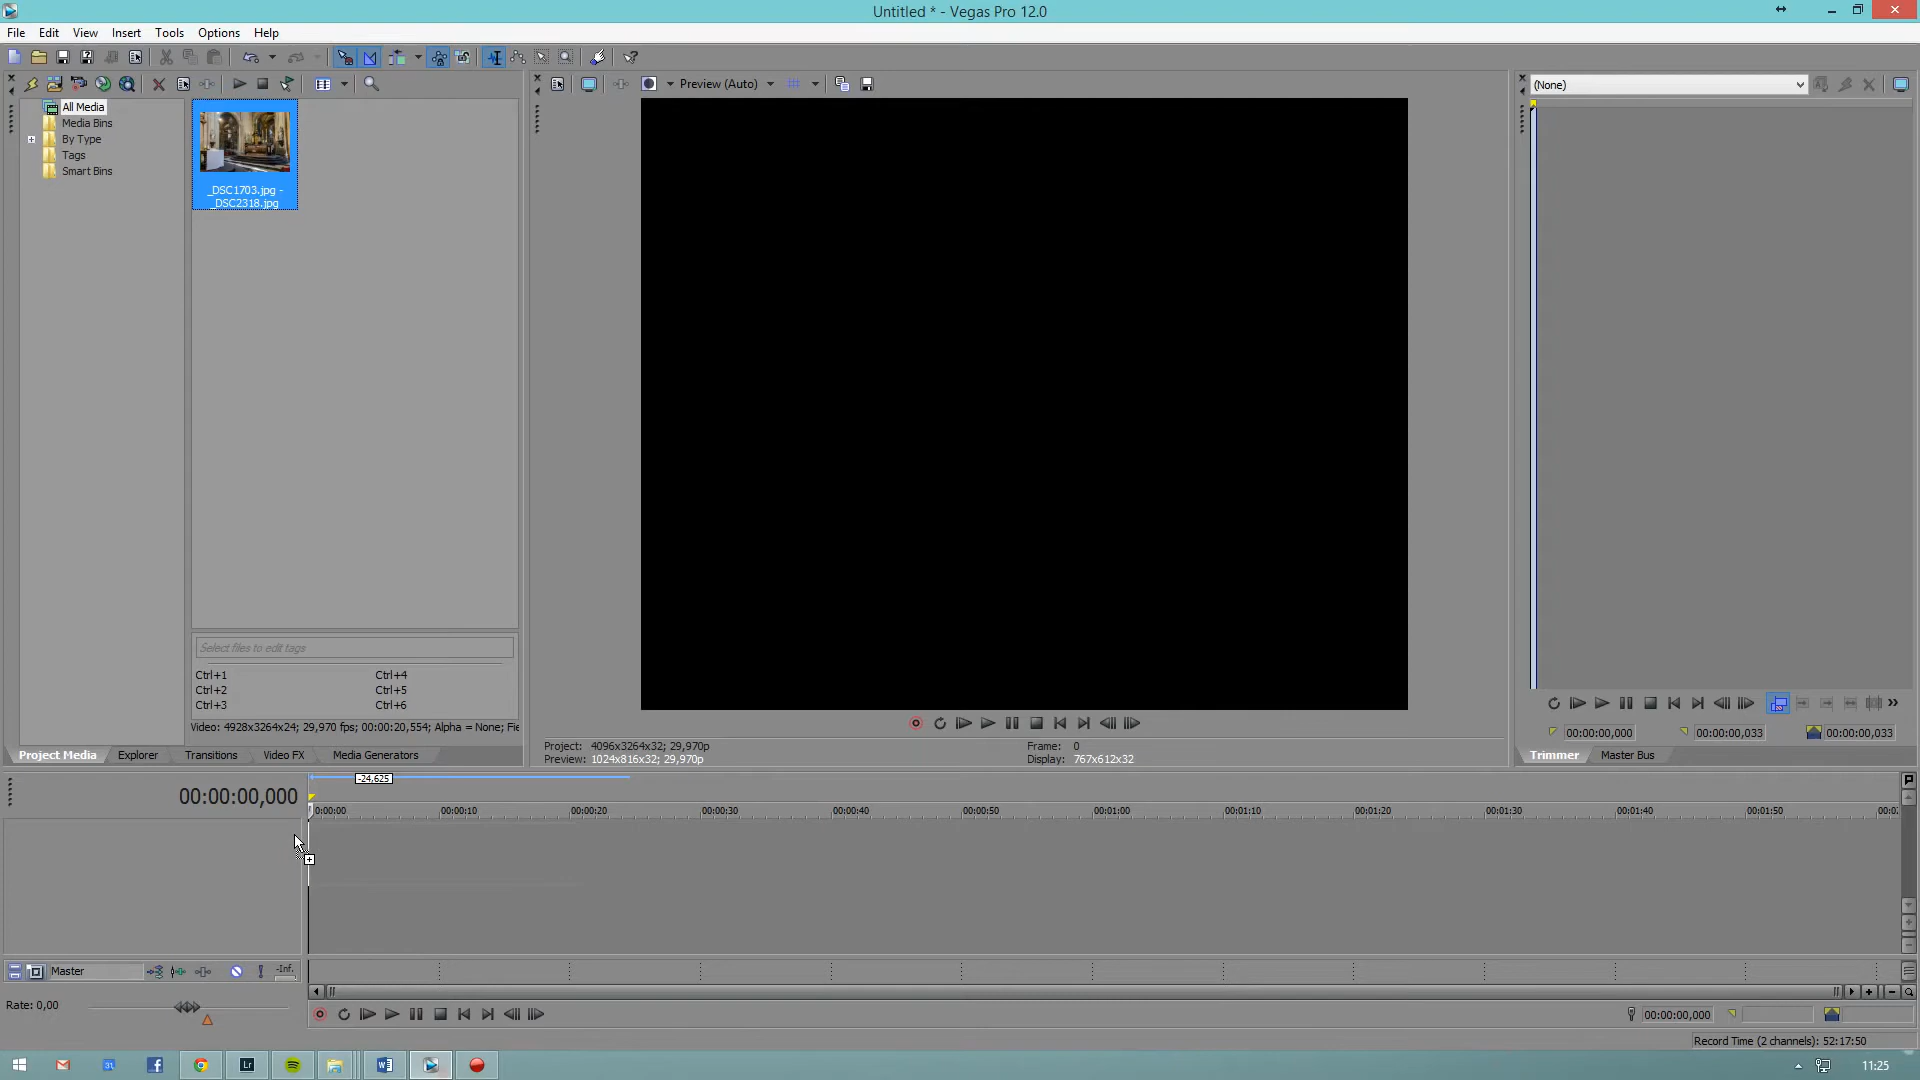 Untitled * - Vegas Pro 12.0
File Edit View Insert Tools Options Help
Preview (Auto)
(None)
All Media
Media Bins
By Type
Tags
Smart Bins
_DSC1703.jpg -
_DSC2318.jpg
Select files to edit tags
Ctrl+1 Ctrl+4
Ctrl+2 Ctrl+5
Ctrl+3 Ctrl+6
Video: 4928x3264x24; 29,970 fps; 00:00:20,554; Alpha = None; Fie
Project Media Explorer Transitions Video FX Media Generators
Project: 4096x3264x32; 29,970p
Preview: 1024x816x32; 29,970p
Frame: 0
Display: 767x612x32
00:00:00,000 00:00:00,033 00:00:00,033
Trimmer Master Bus
-24,625
00:00:00,000
0:00:00 00:00:10 00:00:20 00:00:30 00:00:40 00:00:50 00:01:00 00:01:10 00:01:20 00:01:30 00:01:40 00:01:50
Master
-Inf.
Rate: 0,00
00:00:00,000
Record Time (2 channels): 52:17:50
31
Lr
11:25